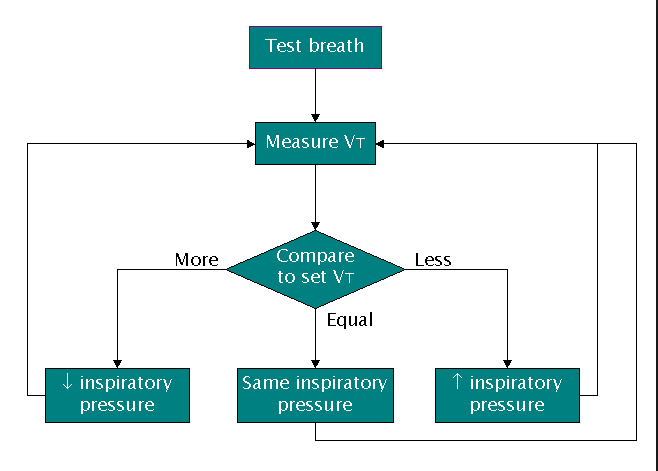 Test breath
Measure VT
Compare
to set VT
More
Less
Equal
↓ inspiratory
pressure
Same inspiratory
pressure
↑ inspiratory
pressure